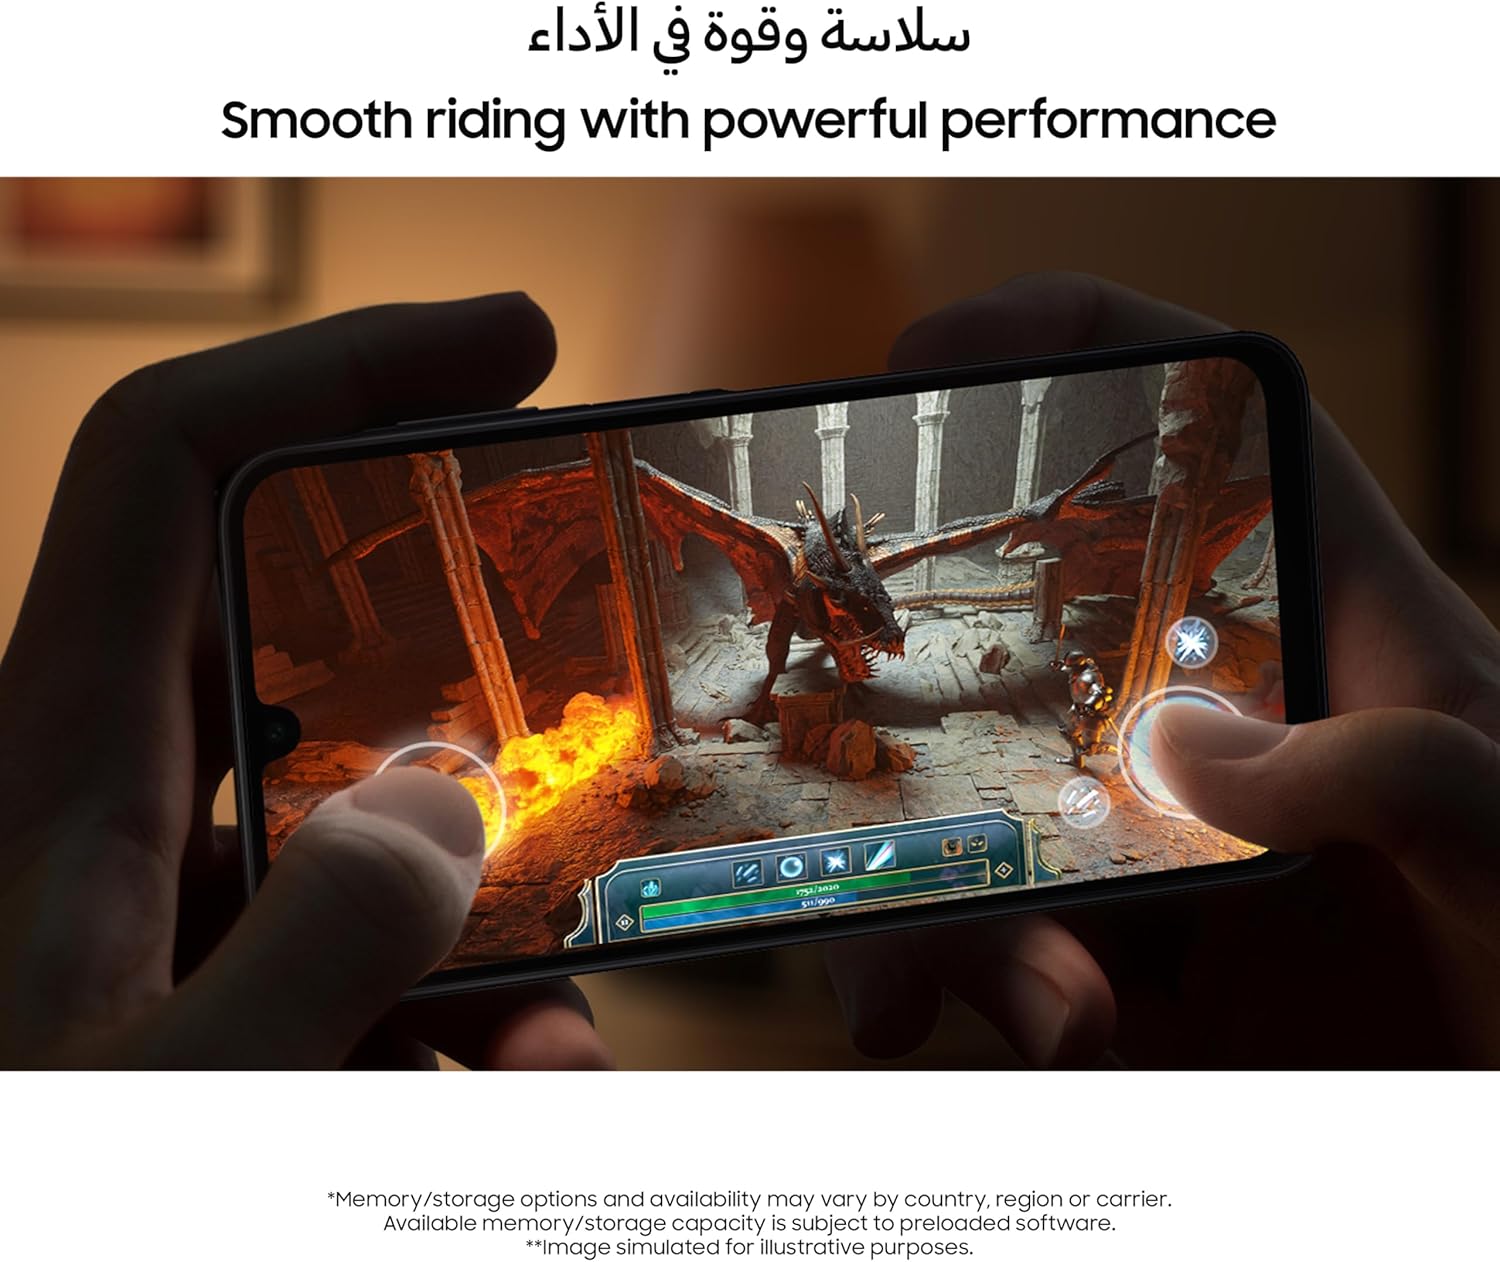 سلاسة وقوة في الأداء
Smooth riding with powerful performance
1752/2020
511/990
*Memory/storage options and availability may vary by country, region or carrier.
Available memory/storage capacity is subject to preloaded software.
**Image simulated for illustrative purposes.